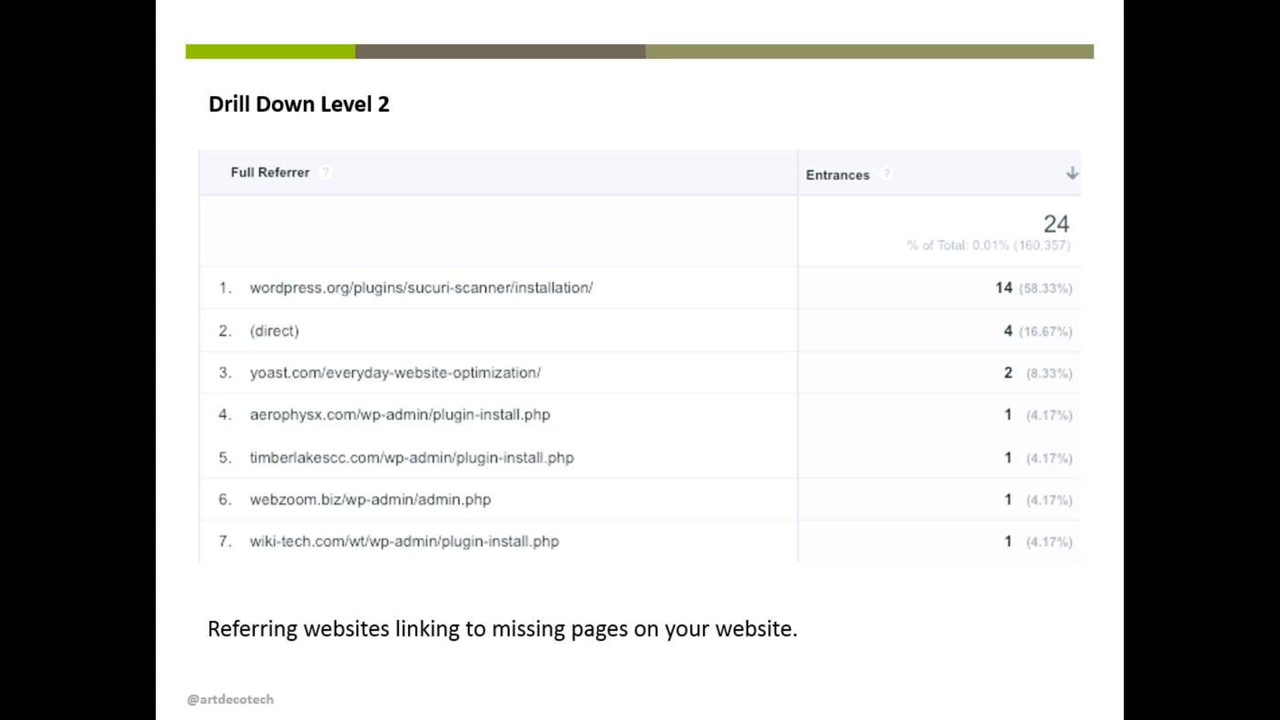 Drill Down Level 2
Full Referrer ?
Entrances ?
24
% of Total: 0.01% (160,357)
1. wordpress.org/plugins/sucuri-scanner/installation/ 14 (58.33%)
2. (direct) 4 (16.67%)
3. yoast.com/everyday-website-optimization/ 2 (8.33%)
4. aerophysx.com/wp-admin/plugin-install.php 1 (4.17%)
5. timberlakescc.com/wp-admin/plugin-install.php 1 (4.17%)
6. webzoom.biz/wp-admin/admin.php 1 (4.17%)
7. wiki-tech.com/wt/wp-admin/plugin-install.php 1 (4.17%)
Referring websites linking to missing pages on your website.
@artdecotech